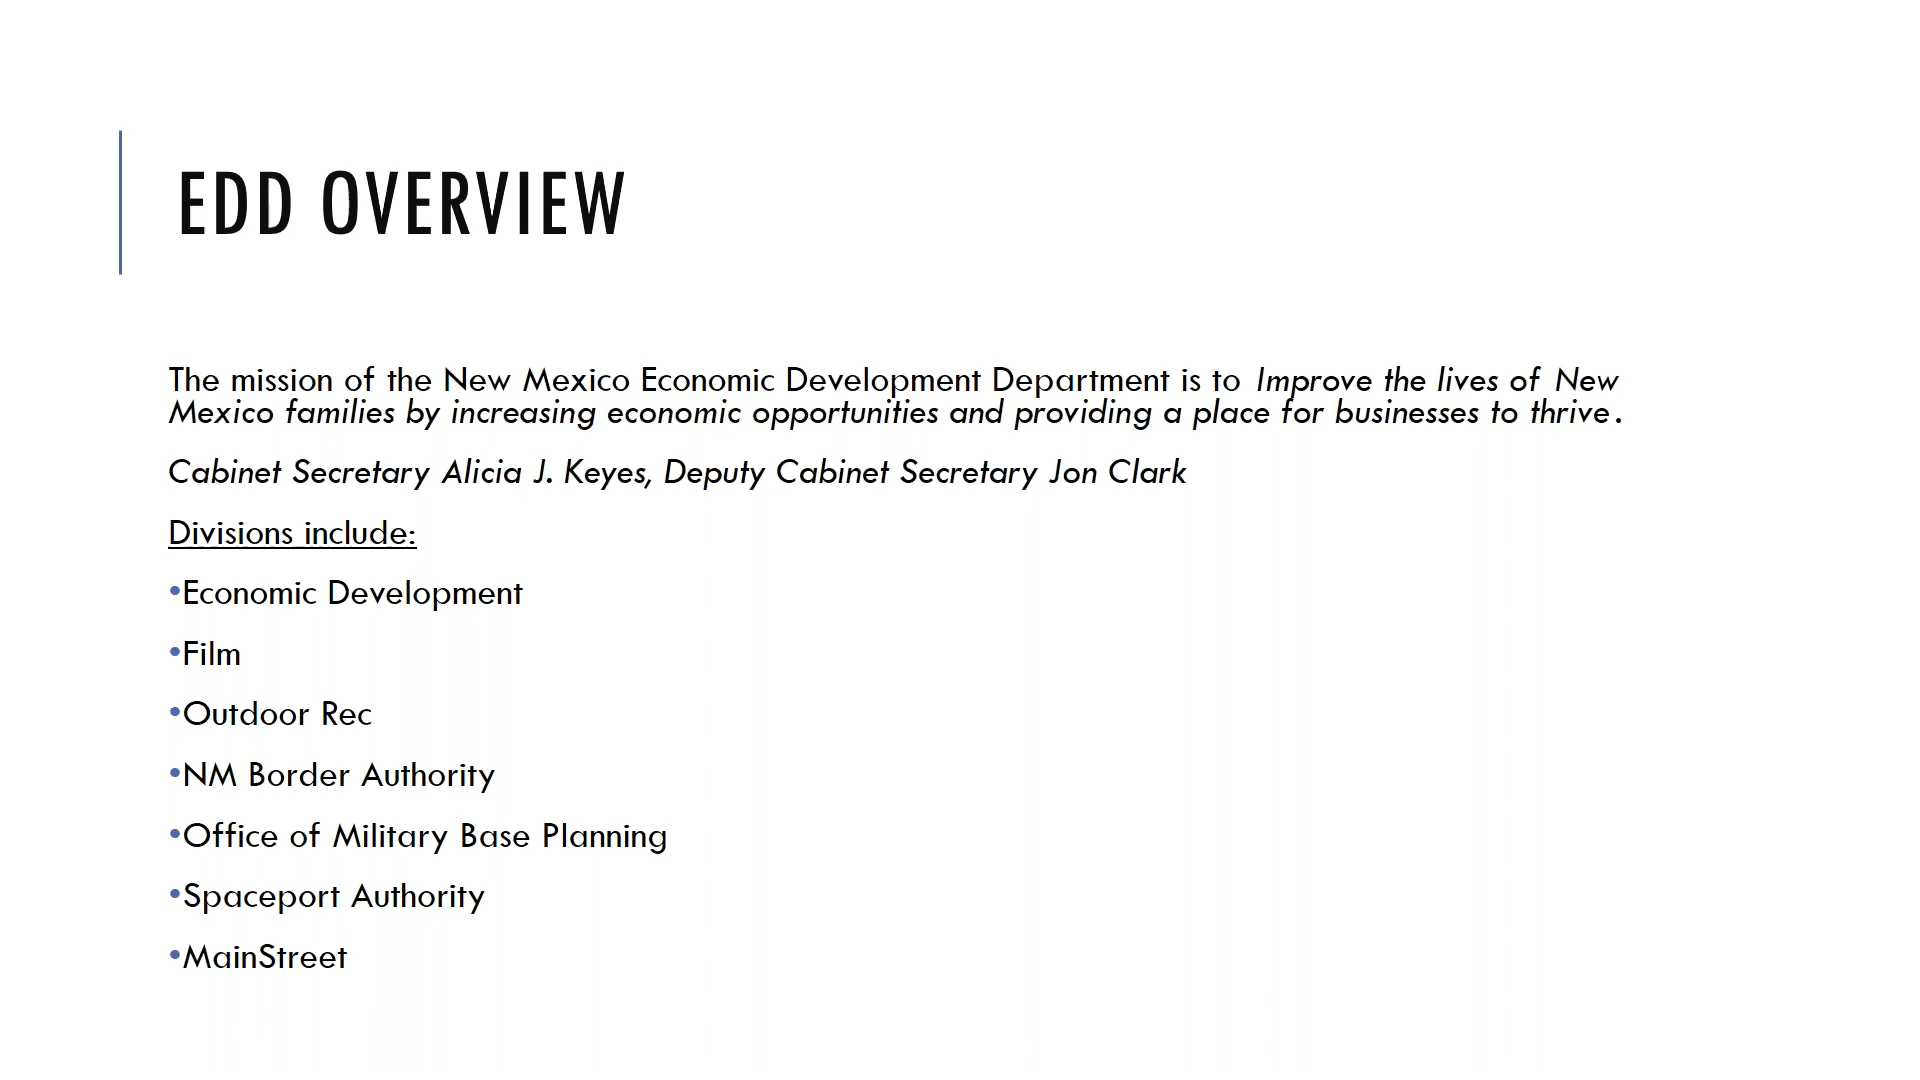 EDD OVERVIEW
The mission of the New Mexico Economic Development Department is to Improve the lives of New
Mexico families by increasing economic opportunities and providing a place for businesses to thrive.
Cabinet Secretary Alicia J. Keyes, Deputy Cabinet Secretary Jon Clark
Divisions include:
•Economic Development
•Film
•Outdoor Rec
•NM Border Authority
•Office of Military Base Planning
•Spaceport Authority
•MainStreet